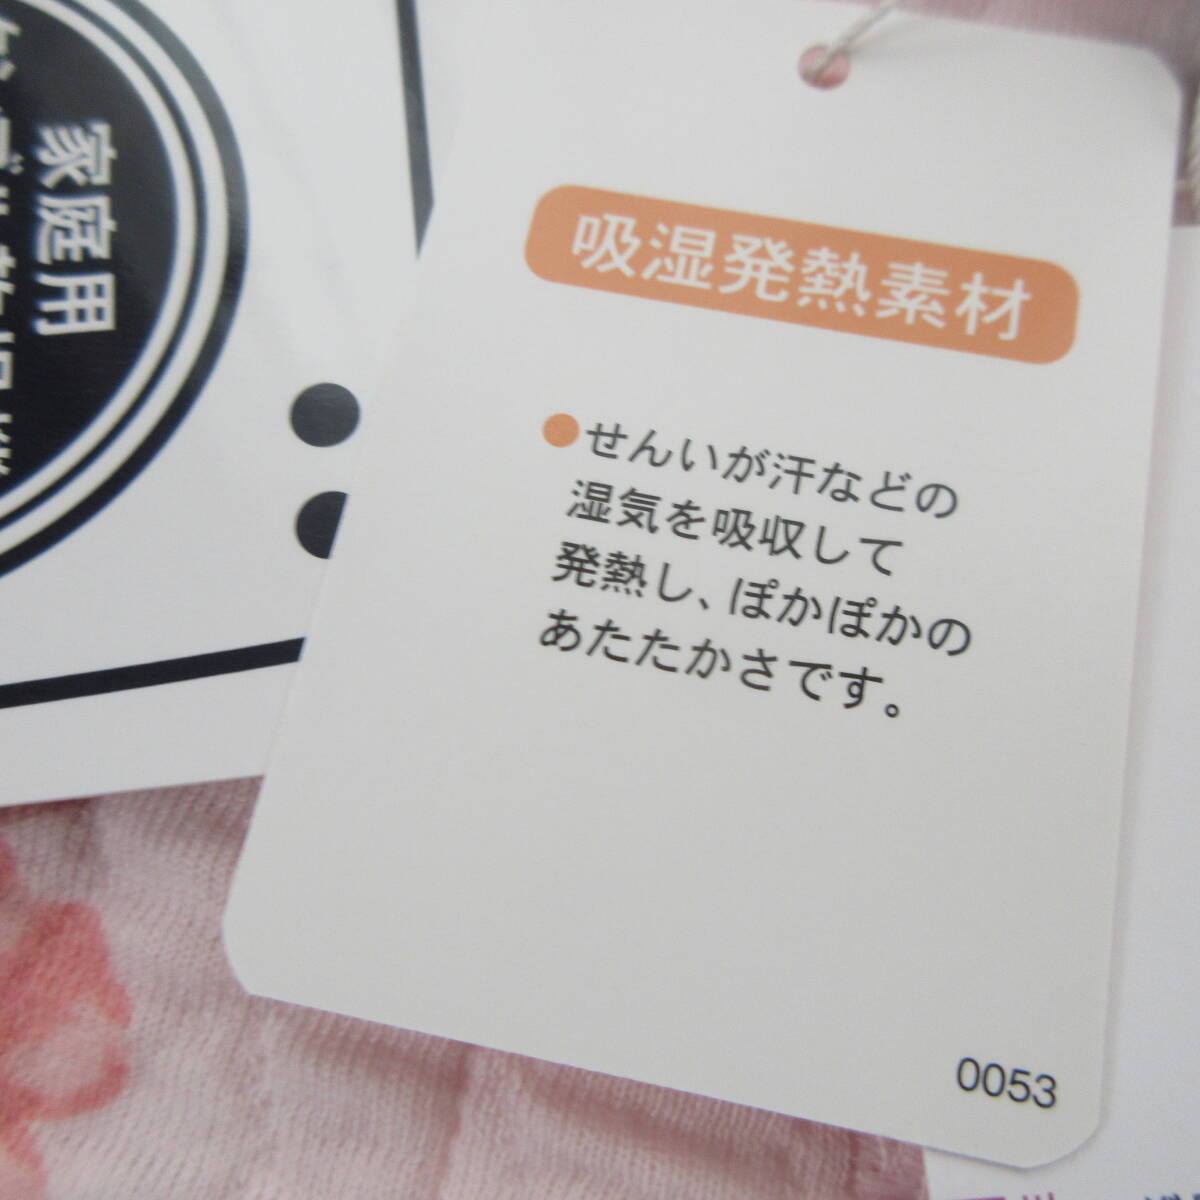 家庭用
吸湿発熱素材
●せんいが汗などの
湿気を吸収して
発熱し、ぽかぽかの
あたたかさです。
0053